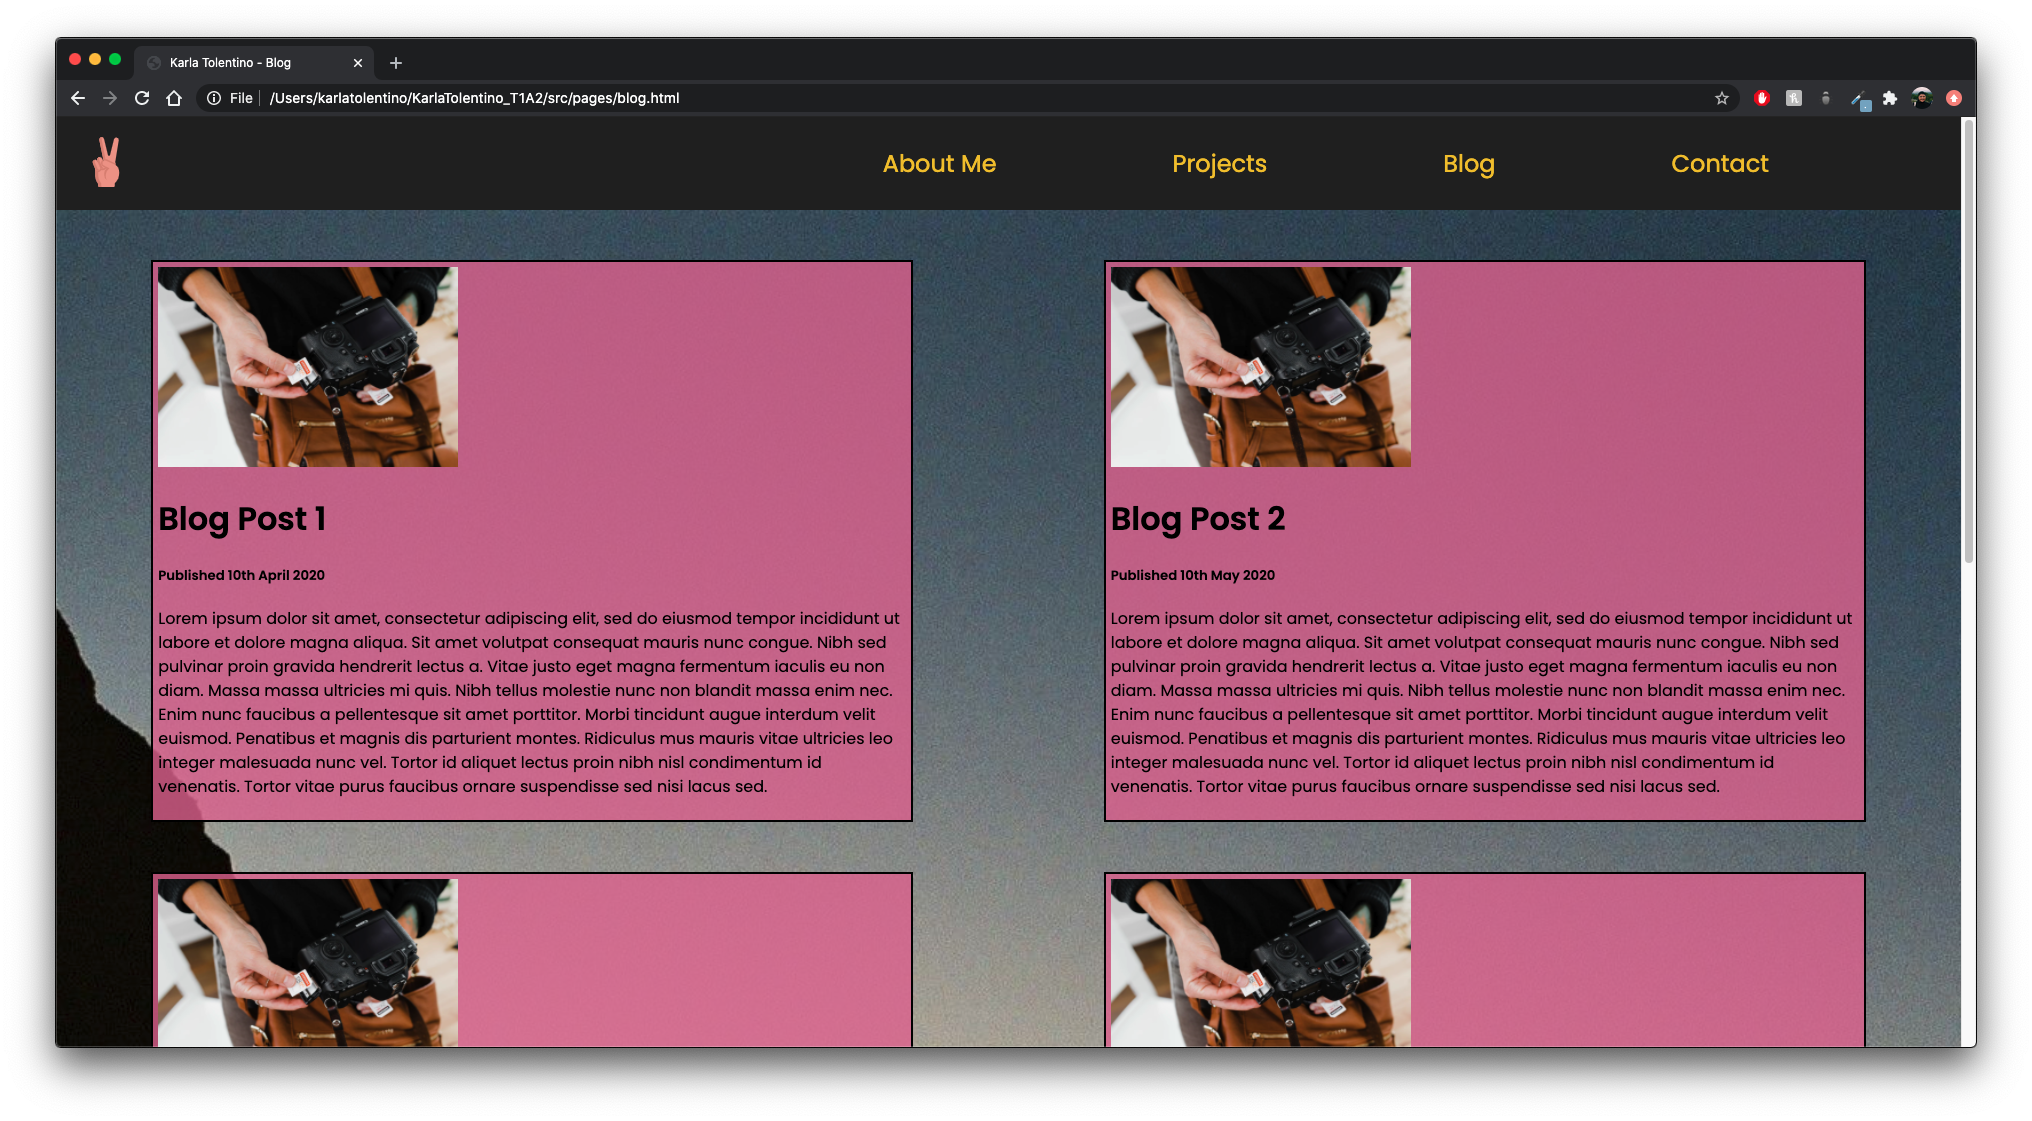 Karla Tolentino - Blog
File /Users/karlatolentino/KarlaTolentino_T1A2/src/pages/blog.html
About Me Projects Blog Contact
Blog Post 1
Published 10th April 2020
Lorem ipsum dolor sit amet, consectetur adipiscing elit, sed do eiusmod tempor incididunt ut
labore et dolore magna aliqua. Sit amet volutpat consequat mauris nunc congue. Nibh sed
pulvinar proin gravida hendrerit lectus a. Vitae justo eget magna fermentum iaculis eu non
diam. Massa massa ultricies mi quis. Nibh tellus molestie nunc non blandit massa enim nec.
Enim nunc faucibus a pellentesque sit amet porttitor. Morbi tincidunt augue interdum velit
euismod. Penatibus et magnis dis parturient montes. Ridiculus mus mauris vitae ultricies leo
integer malesuada nunc vel. Tortor id aliquet lectus proin nibh nisl condimentum id
venenatis. Tortor vitae purus faucibus ornare suspendisse sed nisi lacus sed.
Blog Post 2
Published 10th May 2020
Lorem ipsum dolor sit amet, consectetur adipiscing elit, sed do eiusmod tempor incididunt ut
labore et dolore magna aliqua. Sit amet volutpat consequat mauris nunc congue. Nibh sed
pulvinar proin gravida hendrerit lectus a. Vitae justo eget magna fermentum iaculis eu non
diam. Massa massa ultricies mi quis. Nibh tellus molestie nunc non blandit massa enim nec.
Enim nunc faucibus a pellentesque sit amet porttitor. Morbi tincidunt augue interdum velit
euismod. Penatibus et magnis dis parturient montes. Ridiculus mus mauris vitae ultricies leo
integer malesuada nunc vel. Tortor id aliquet lectus proin nibh nisl condimentum id
venenatis. Tortor vitae purus faucibus ornare suspendisse sed nisi lacus sed.